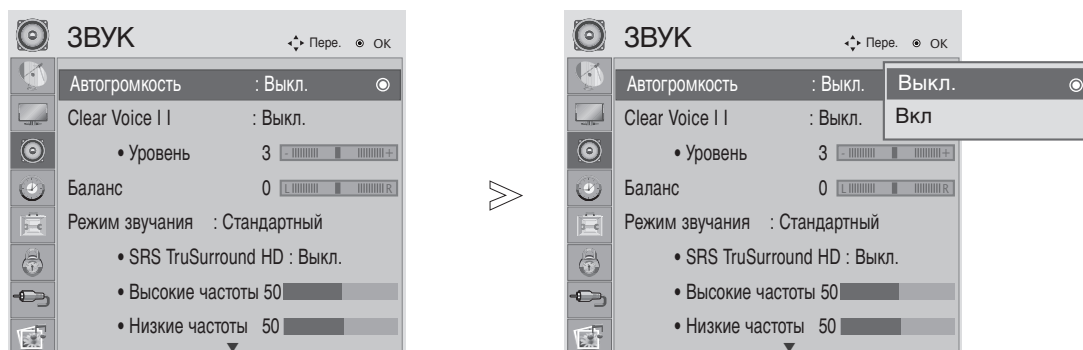 ЗВУК Пере. ОК
Автогромкость : Выкл.
Clear Voice I I : Выкл.
• Уровень 3 - +
Баланс 0 L R
Режим звучания : Стандартный
• SRS TruSurround HD : Выкл.
• Высокие частоты 50
• Низкие частоты 50
>
ЗВУК Пере. ОК
Автогромкость : Выкл.
Clear Voice I I : Выкл.
• Уровень 3 - +
Баланс 0 L R
Режим звучания : Стандартный
• SRS TruSurround HD : Выкл.
• Высокие частоты 50
• Низкие частоты 50
Выкл.
Вкл